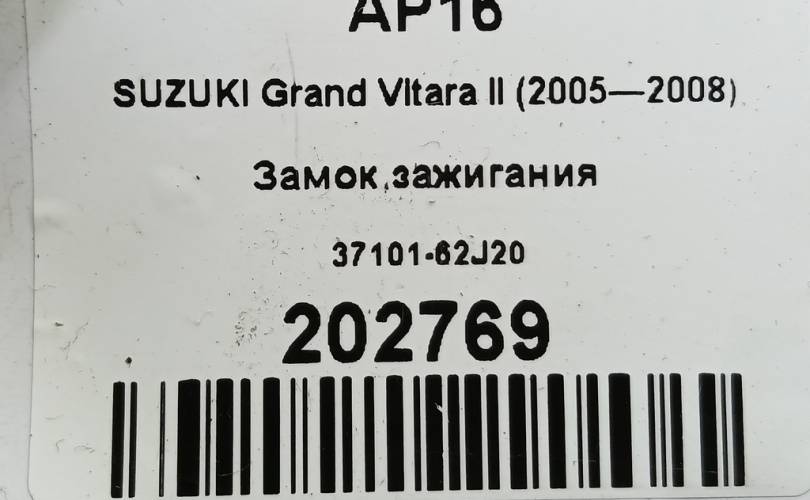 AP16
SUZUKI Grand Vitara II (2005—2008)
Замок зажигания
37101-62J20
202769